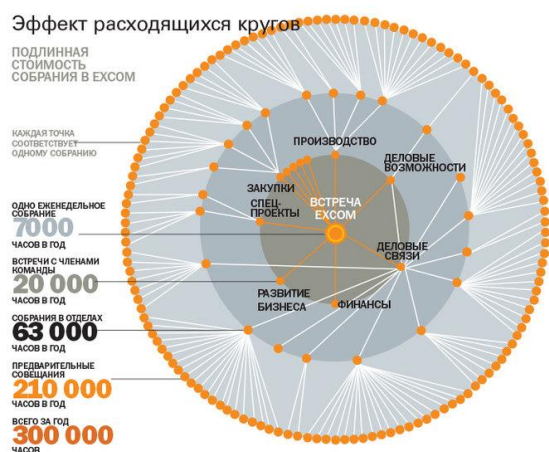 Эффект расходящихся кругов
ПОДЛИННАЯ
СТОИМОСТЬ
СОБРАНИЯ В EXCOM
КАЖДАЯ ТОЧКА
СООТВЕТСТВУЕТ
ОДНОМУ СОБРАНИЮ
ОДНО ЕЖЕНЕДЕЛЬНОЕ
СОБРАНИЕ
7000
ЧАСОВ В ГОД
ВСТРЕЧИ С ЧЛЕНАМИ
КОМАНДЫ
20 000
ЧАСОВ В ГОД
СОБРАНИЯ В ОТДЕЛАХ
63 000
ЧАСОВ В ГОД
ПРЕДВАРИТЕЛЬНЫЕ
СОВЕЩАНИЯ
210 000
ЧАСОВ В ГОД
ВСЕГО ЗА ГОД
300 000
ЧАСОВ
ПРОИЗВОДСТВО
ДЕЛОВЫЕ
ВОЗМОЖНОСТИ
ЗАКУПКИ
СПЕЦ-
ПРОЕКТЫ
ВСТРЕЧА
EXCOM
ДЕЛОВЫЕ
СВЯЗИ
РАЗВИТИЕ
БИЗНЕСА
ФИНАНСЫ